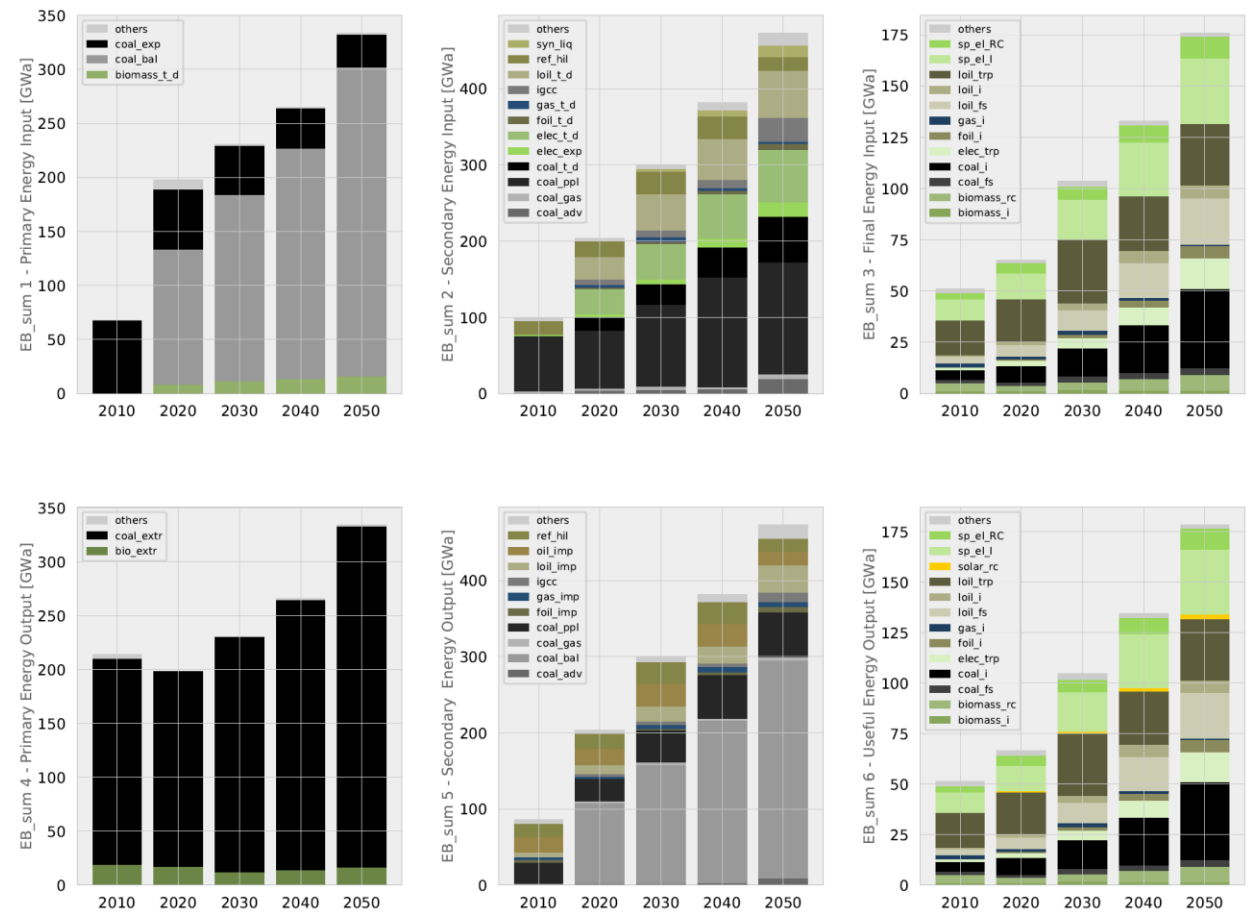 EB_sum 1 - Primary Energy Input [GWa]
350
300
250
200
150
100
50
0
others
coal_exp
coal_bal
biomass_t_d
2010 2020 2030 2040 2050
EB_sum 2 - Secondary Energy Input [GWa]
400
300
200
100
0
others
syn_liq
ref_hil
loil_t_d
igcc
gas_t_d
foil_t_d
elec_t_d
elec_exp
coal_t_d
coal_ppl
coal_gas
coal_adv
2010 2020 2030 2040 2050
EB_sum 3 - Final Energy Input [GWa]
175
150
125
100
75
50
25
0
others
sp_el_RC
sp_el_I
loil_trp
loil_i
loil_fs
gas_i
foil_i
elec_trp
coal_i
coal_fs
biomass_rc
biomass_i
2010 2020 2030 2040 2050
EB_sum 4 - Primary Energy Output [GWa]
350
300
250
200
150
100
50
0
others
coal_extr
bio_extr
2010 2020 2030 2040 2050
EB_sum 5 - Secondary Energy Output [GWa]
400
300
200
100
0
others
ref_hil
oil_imp
loil_imp
igcc
gas_imp
foil_imp
coal_ppl
coal_gas
coal_bal
coal_adv
2010 2020 2030 2040 2050
EB_sum 6 - Useful Energy Output [GWa]
175
150
125
100
75
50
25
0
others
sp_el_RC
sp_el_I
solar_rc
loil_trp
loil_i
loil_fs
gas_i
foil_i
elec_trp
coal_i
coal_fs
biomass_rc
biomass_i
2010 2020 2030 2040 2050